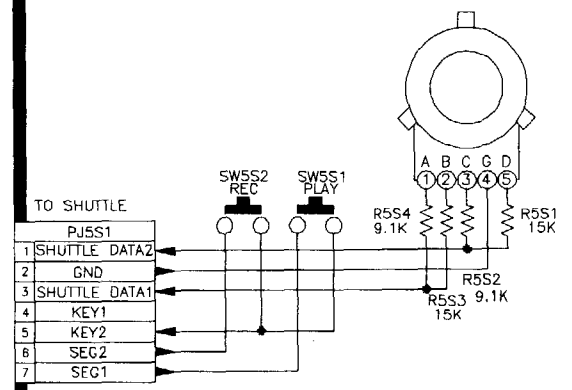 A B C G D
1 2 3 4 5
SW5S2
REC
SW5S1
PLAY
R5S4
9.1K
R5S1
15K
TO SHUTTLE
PJ5S1
1 SHUTTLE DATA2
2 GND
3 SHUTTLE DATA1
4 KEY1
5 KEY2
6 SEG2
7 SEG1
R5S2
9.1K
R5S3
15K